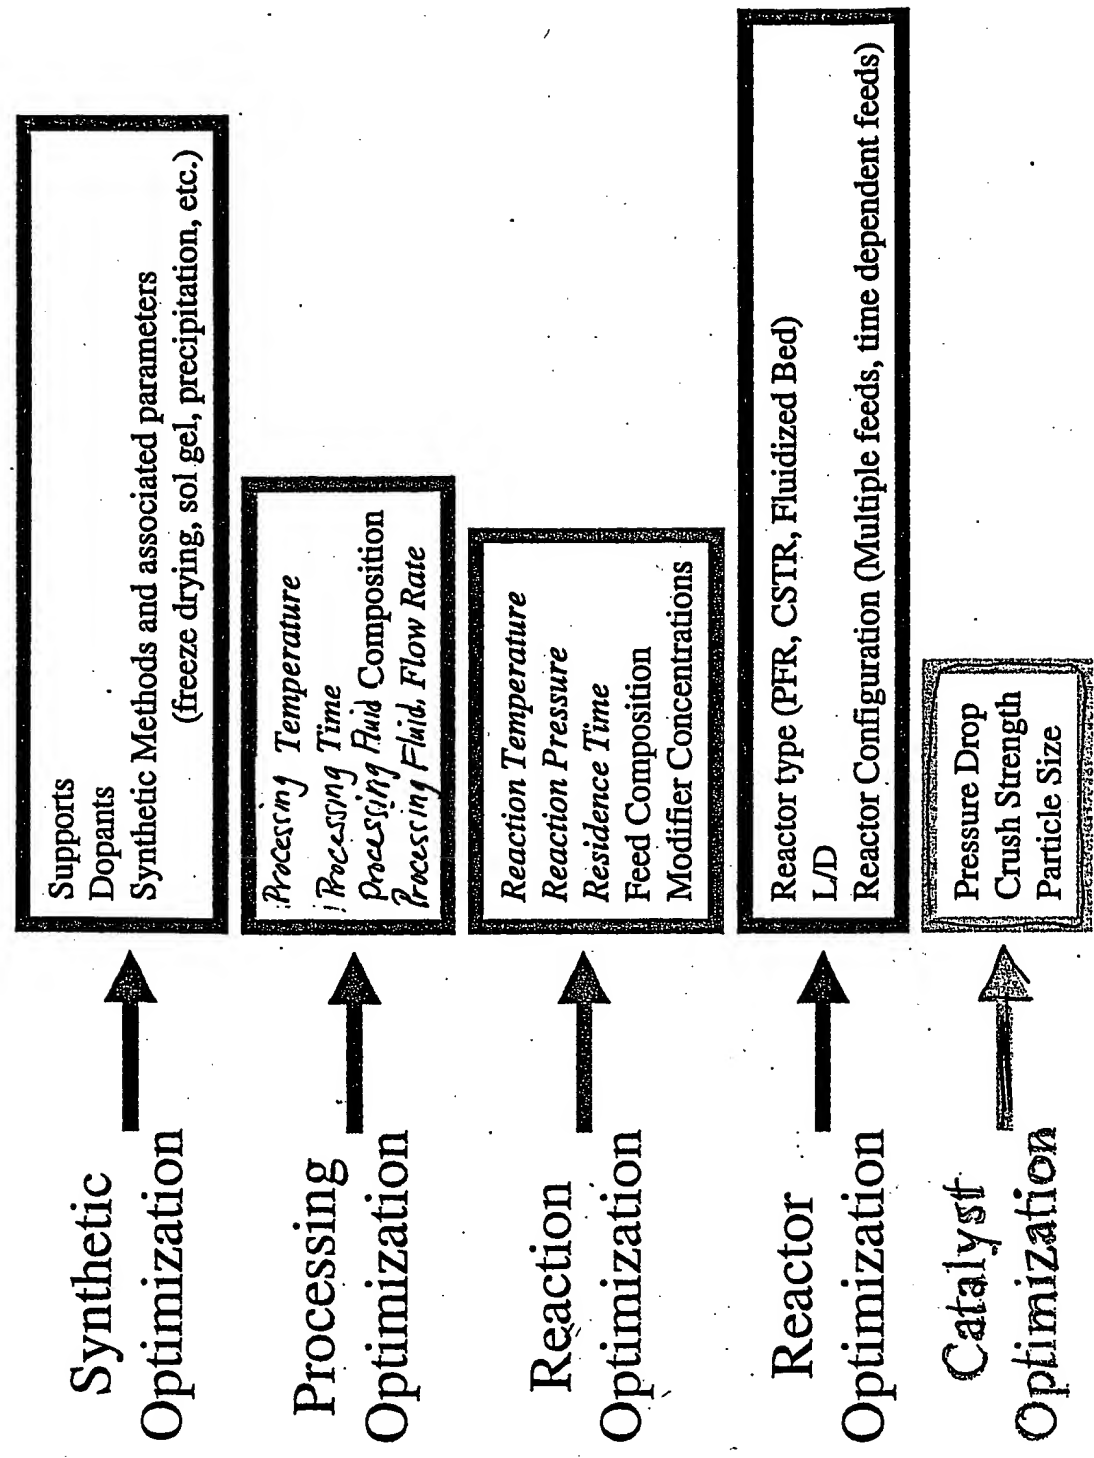 Synthetic
Optimization
Supports
Dopants
Synthetic Methods and associated parameters
(freeze drying, sol gel, precipitation, etc.)
Processing
Optimization
Processing Temperature
Processing Time
Processing Fluid Composition
Processing Fluid Flow Rate
Reaction
Optimization
Reaction Temperature
Reaction Pressure
Residence Time
Feed Composition
Modifier Concentrations
Reactor
Optimization
Reactor type (PFR, CSTR, Fluidized Bed)
L/D
Reactor Configuration (Multiple feeds, time dependent feeds)
Catalyst
Optimization
Pressure Drop
Crush Strength
Particle Size